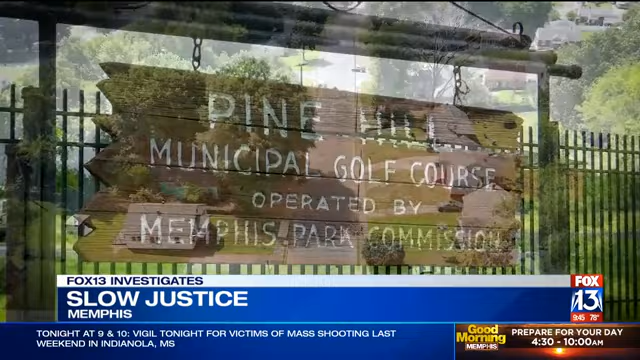 PINE HILL
MUNICIPAL GOLF COURSE
OPERATED BY
MEMPHIS PARK COMMISSION
FOX13 INVESTIGATES
SLOW JUSTICE
MEMPHIS
FOX
13
9:45 78°
TONIGHT AT 9 & 10: VIGIL TONIGHT FOR VICTIMS OF MASS SHOOTING LAST
WEEKEND IN INDIANOLA, MS
Good
Morning
MEMPHIS
PREPARE FOR YOUR DAY
4:30 - 10:00AM